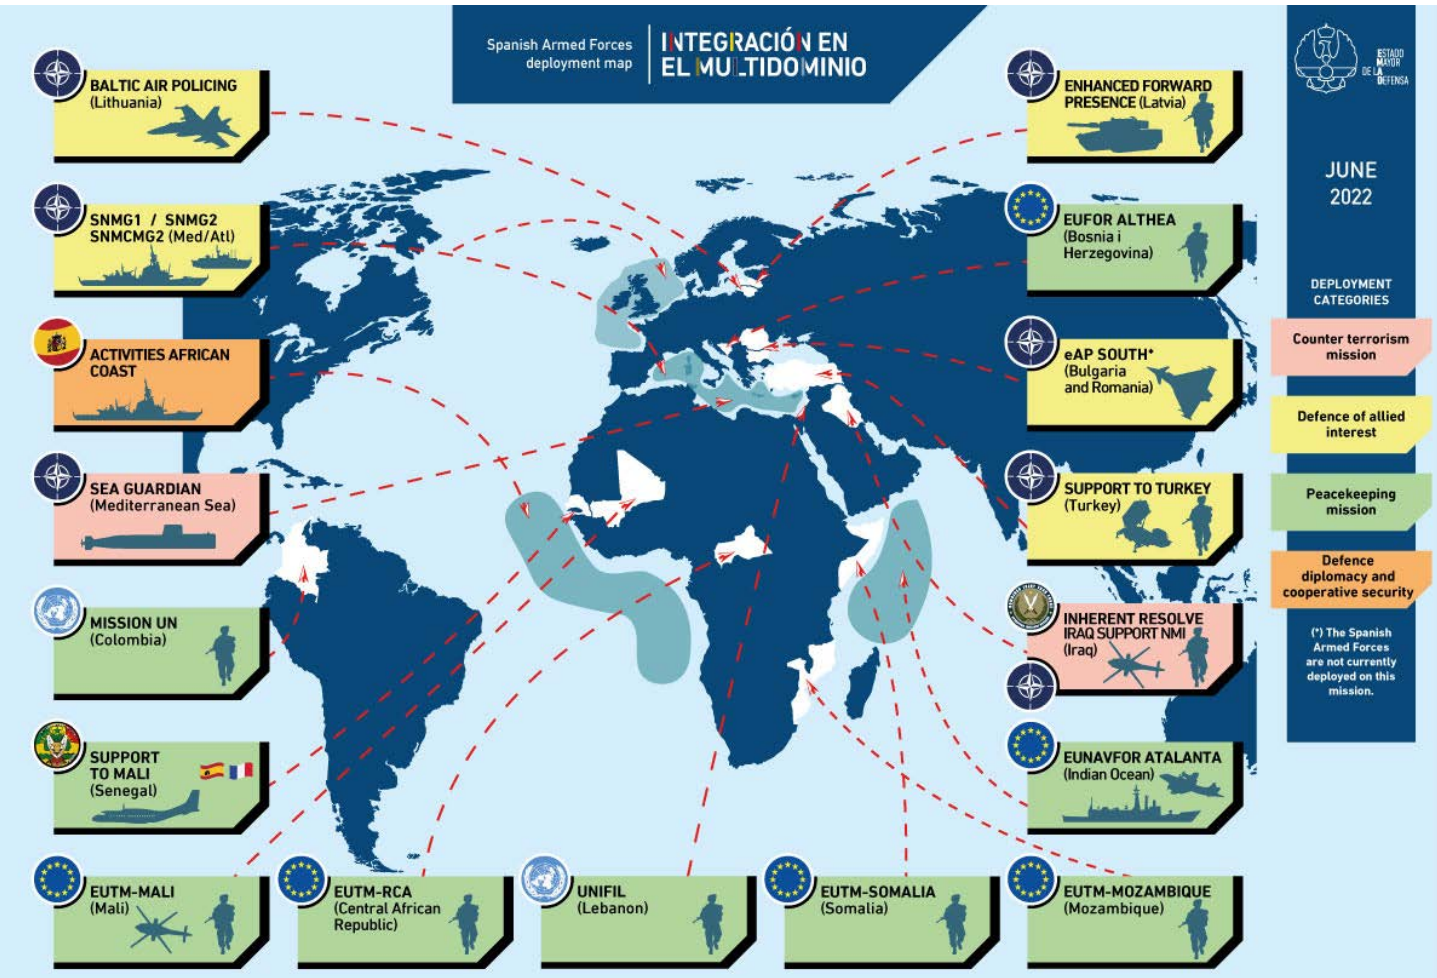 Spanish Armed Forces
deployment map
INTEGRACIÓN EN
EL MULTIDOMINIO
ESTADO
MAYOR
DE LA
DEFENSA
JUNE
2022
DEPLOYMENT
CATEGORIES
Counter terrorism
mission
Defence of allied
interest
Peacekeeping
mission
Defence
diplomacy and
cooperative security
(*) The Spanish
Armed Forces
are not currently
deployed on this
mission.
BALTIC AIR POLICING
(Lithuania)
SNMG1 / SNMG2
SNMCMG2 (Med/Atl)
ACTIVITIES AFRICAN
COAST
SEA GUARDIAN
(Mediterranean Sea)
MISSION UN
(Colombia)
SUPPORT
TO MALI
(Senegal)
EUTM-MALI
(Mali)
EUTM-RCA
(Central African
Republic)
UNIFIL
(Lebanon)
EUTM-SOMALIA
(Somalia)
EUTM-MOZAMBIQUE
(Mozambique)
ENHANCED FORWARD
PRESENCE (Latvia)
EUFOR ALTHEA
(Bosnia i
Herzegovina)
eAP SOUTH*
(Bulgaria
and Romania)
SUPPORT TO TURKEY
(Turkey)
INHERENT RESOLVE
IRAQ SUPPORT NMI
(Iraq)
EUNAVFOR ATALANTA
(Indian Ocean)